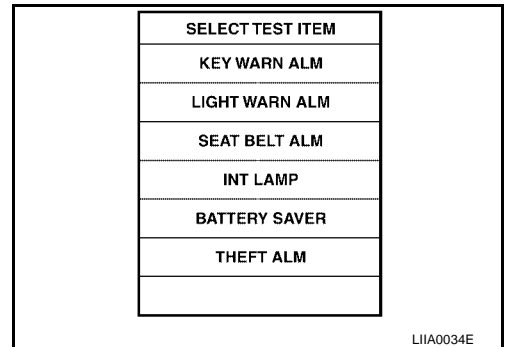 SELECT TEST ITEM
KEY WARN ALM
LIGHT WARN ALM
SEAT BELT ALM
INT LAMP
BATTERY SAVER
THEFT ALM
LIIA0034E